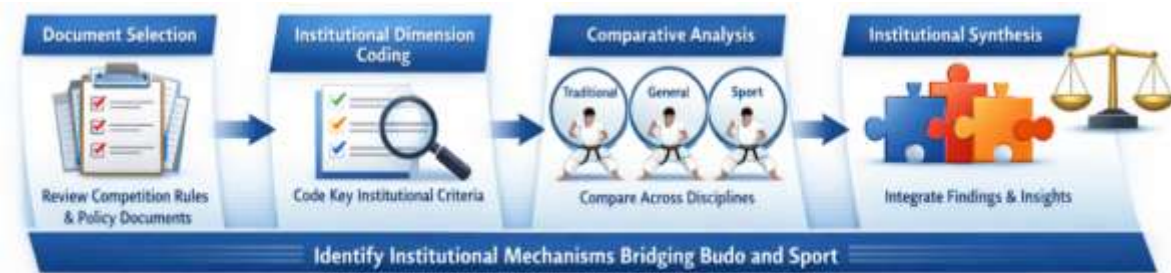 Document Selection
Review Competition Rules
& Policy Documents
Institutional Dimension
Coding
Code Key Institutional Criteria
Comparative Analysis
Traditional
General
Sport
Compare Across Disciplines
Institutional Synthesis
Integrate Findings & Insights
Identify Institutional Mechanisms Bridging Budo and Sport